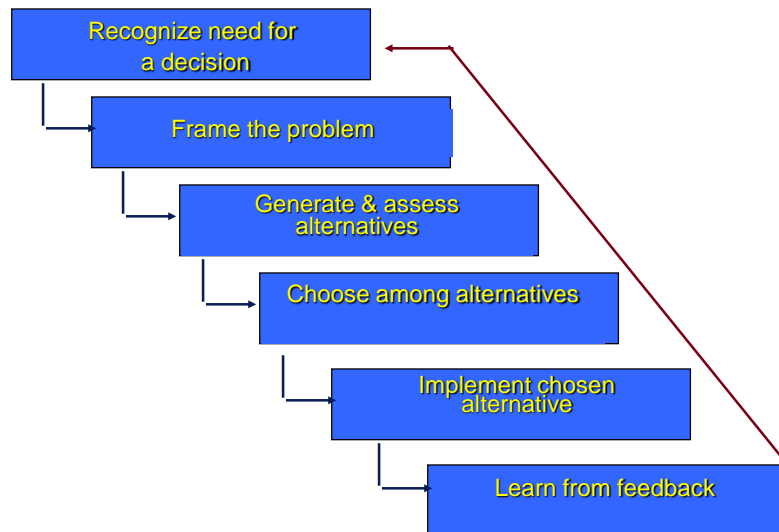 Recognize need for
a decision
Frame the problem
Generate & assess
alternatives
Choose among alternatives
Implement chosen
alternative
Learn from feedback